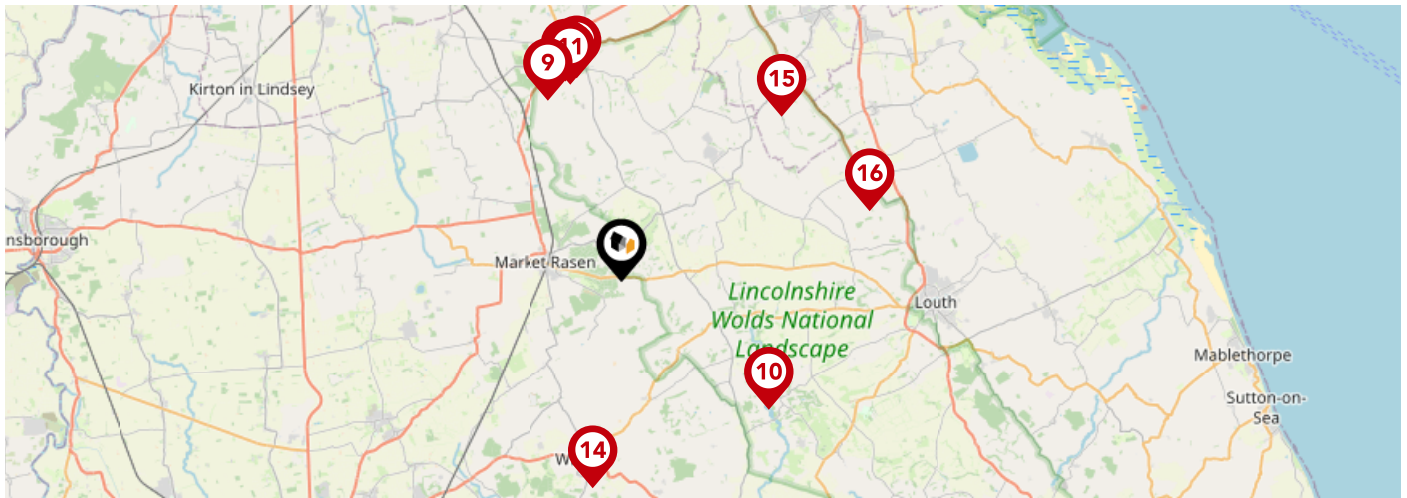 11
9
15
Kirton in Lindsey
16
nsborough
Market Rasen
Lincolnshire
Wolds National
Landscape
Louth
10
Mablethorpe
Sutton-on-
Sea
14
W